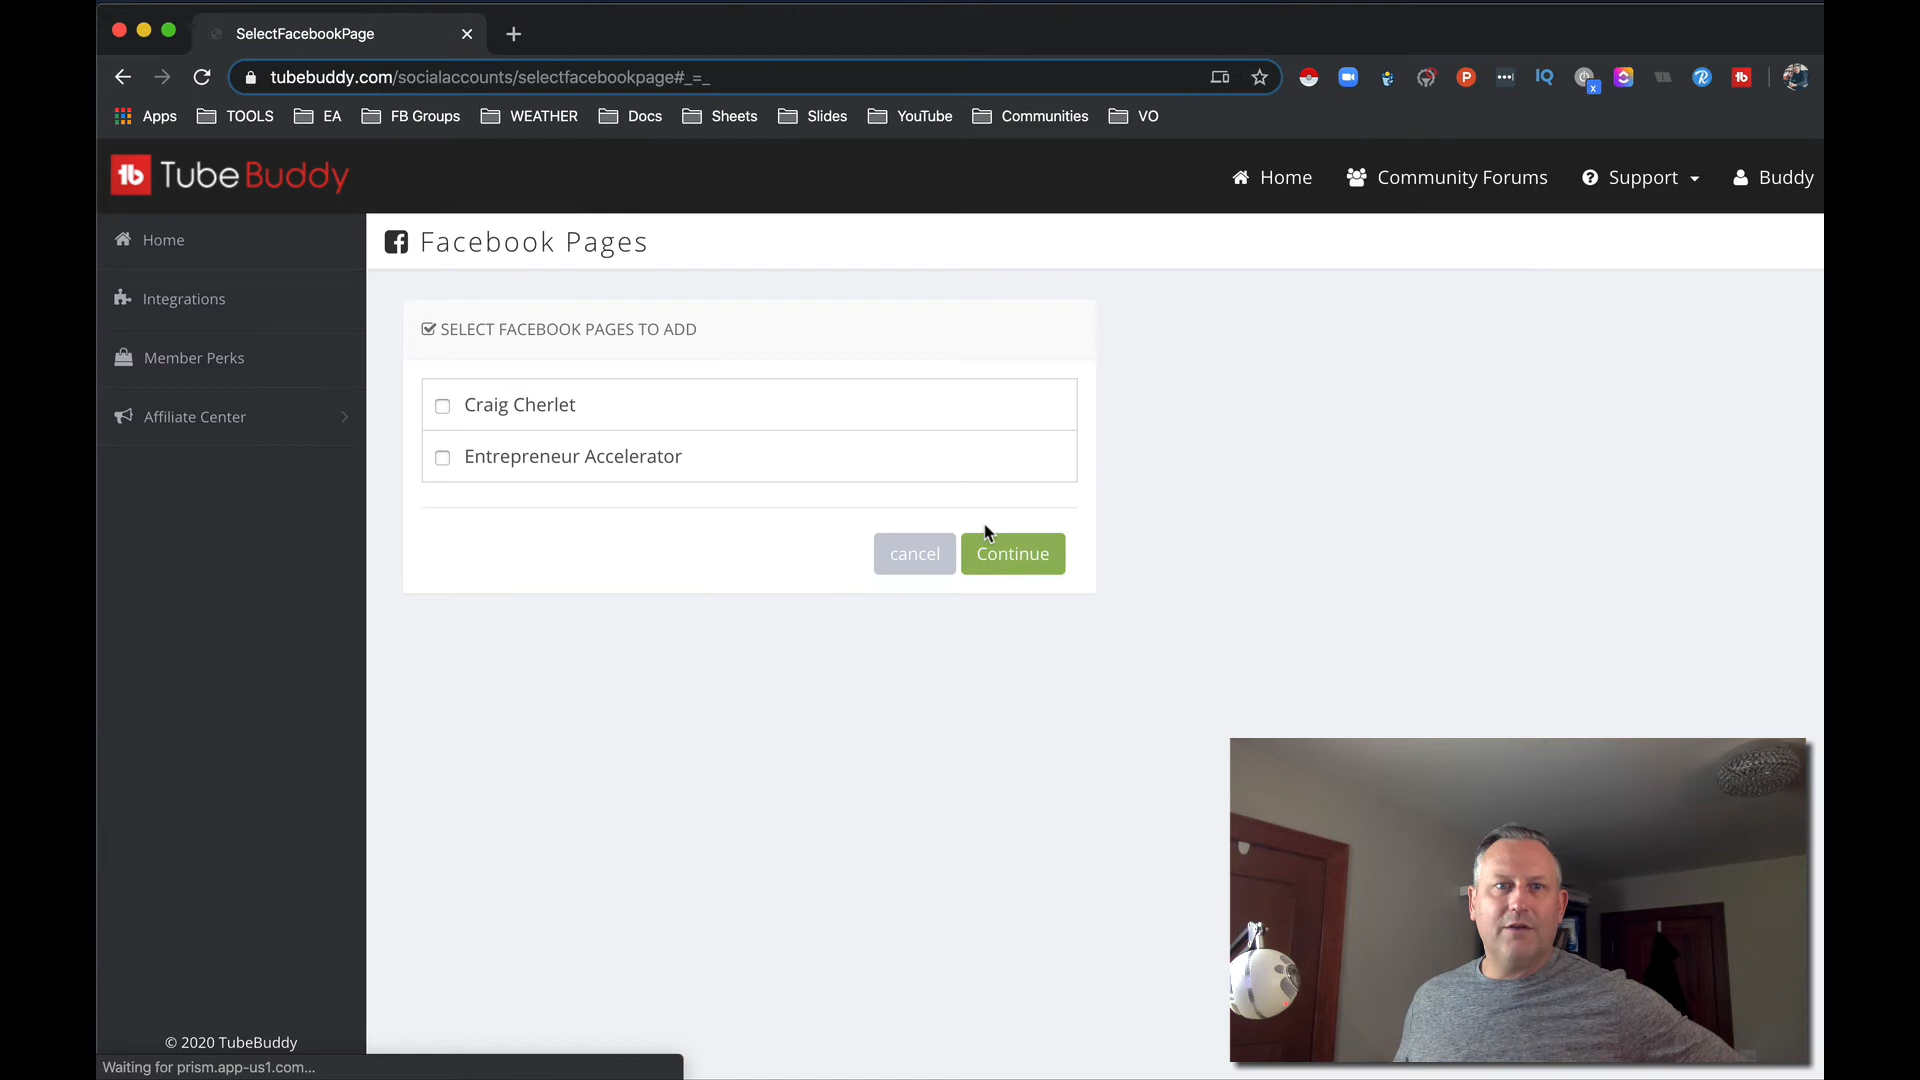 SelectFacebookPage
tubebuddy.com/socialaccounts/selectfacebookpage#_=_
Apps TOOLS EA FB Groups WEATHER Docs Sheets Slides YouTube Communities VO
TubeBuddy
Home Community Forums Support Buddy
Home
Integrations
Member Perks
Affiliate Center
Facebook Pages
SELECT FACEBOOK PAGES TO ADD
Craig Cherlet
Entrepreneur Accelerator
cancel Continue
© 2020 TubeBuddy
Waiting for prism.app-us1.com...